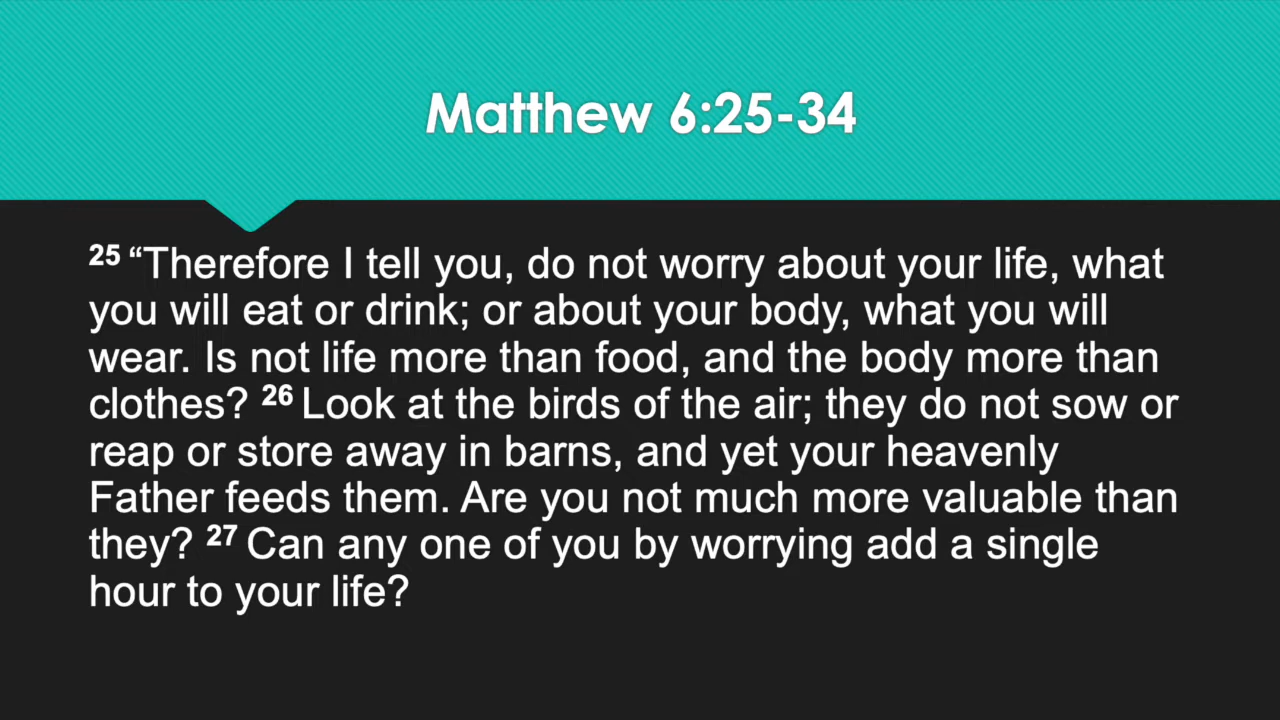 Matthew 6:25-34
25 “Therefore I tell you, do not worry about your life, what
you will eat or drink; or about your body, what you will
wear. Is not life more than food, and the body more than
clothes? 26 Look at the birds of the air; they do not sow or
reap or store away in barns, and yet your heavenly
Father feeds them. Are you not much more valuable than
they? 27 Can any one of you by worrying add a single
hour to your life?